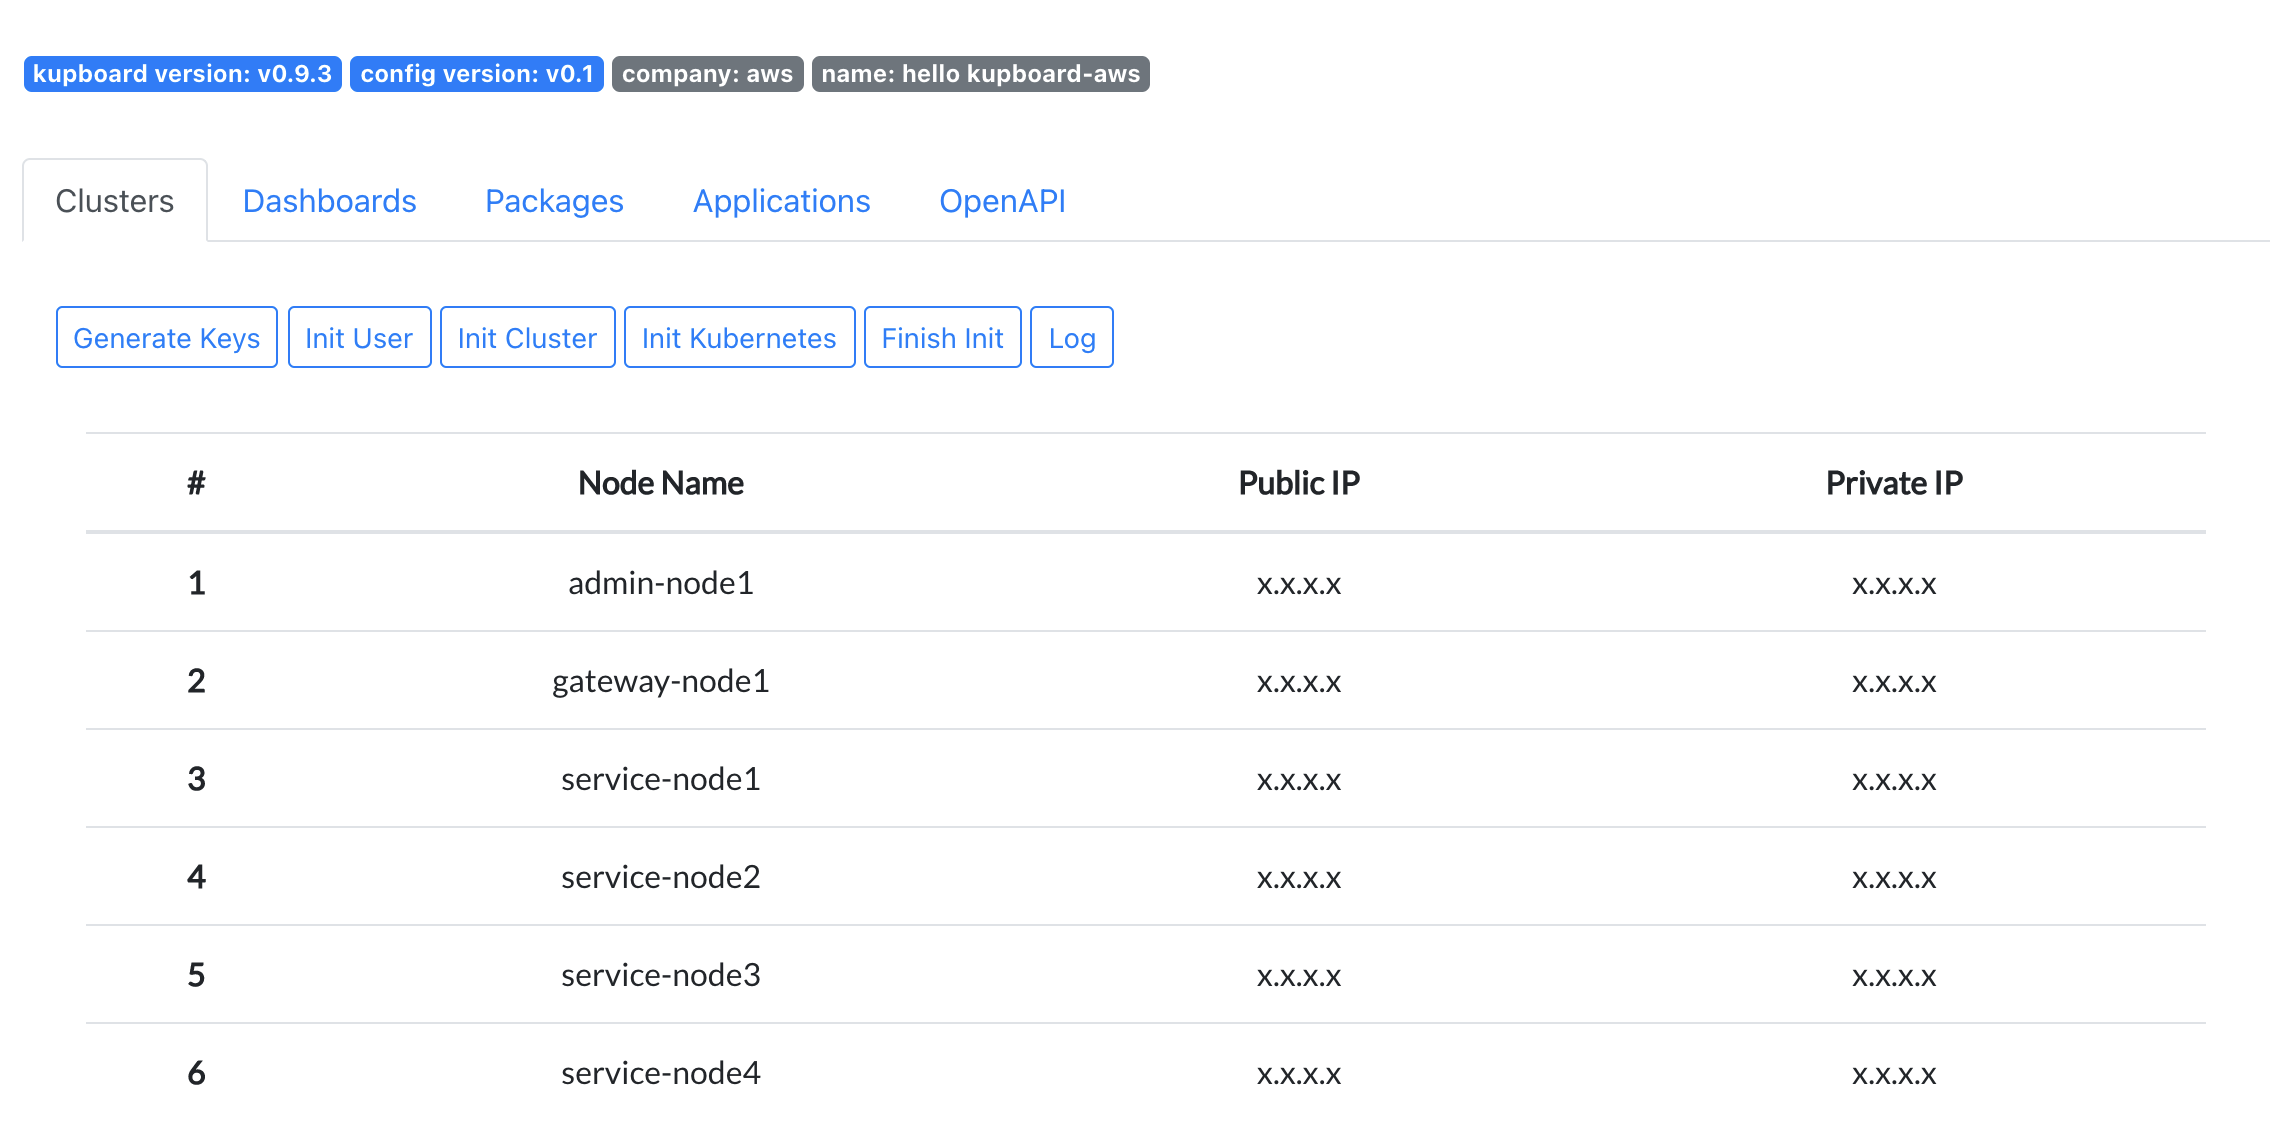 kupboard version: v0.9.3 config version: v0.1 company: aws name: hello kupboard-aws
Clusters Dashboards Packages Applications OpenAPI
Generate Keys Init User Init Cluster Init Kubernetes Finish Init Log
# Node Name Public IP Private IP
1 admin-node1 x.x.x.x x.x.x.x
2 gateway-node1 x.x.x.x x.x.x.x
3 service-node1 x.x.x.x x.x.x.x
4 service-node2 x.x.x.x x.x.x.x
5 service-node3 x.x.x.x x.x.x.x
6 service-node4 x.x.x.x x.x.x.x